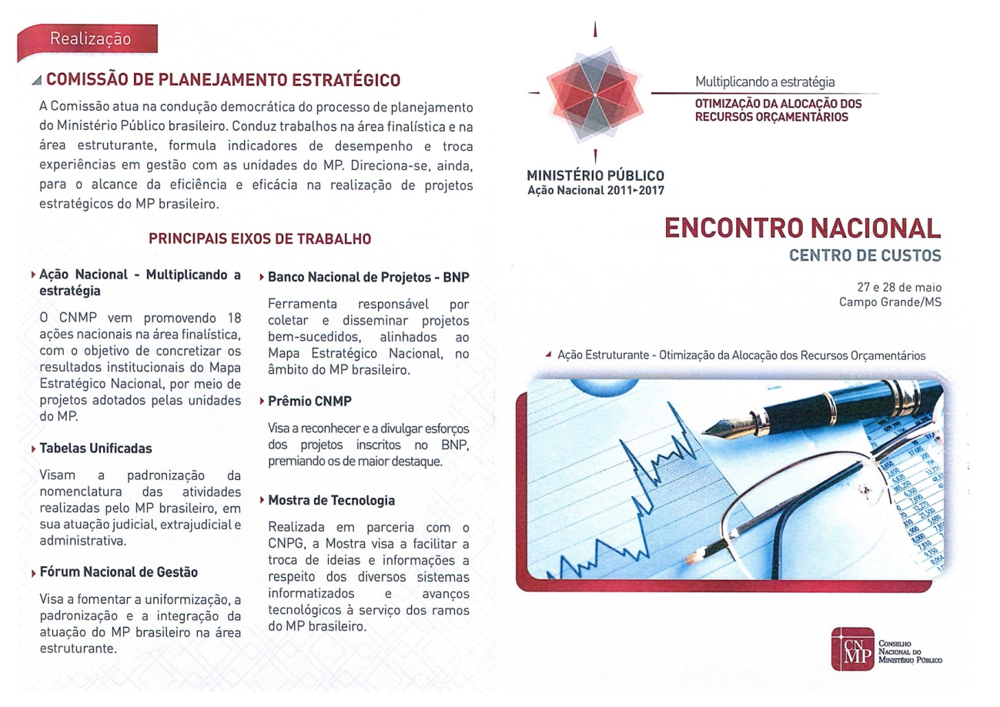 Realização
COMISSÃO DE PLANEJAMENTO ESTRATÉGICO
A Comissão atua na condução democrática do processo de planejamento
do Ministério Público brasileiro. Conduz trabalhos na área finalística e na
área estruturante, formula indicadores de desempenho e troca
experiências em gestão com as unidades do MP. Direciona-se, ainda,
para o alcance da eficiência e eficácia na realização de projetos
estratégicos do MP brasileiro.
PRINCIPAIS EIXOS DE TRABALHO
Ação Nacional - Multiplicando a
estratégia
O CNMP vem promovendo 18
ações nacionais na área finalística,
com o objetivo de concretizar os
resultados institucionais do Mapa
Estratégico Nacional, por meio de
projetos adotados pelas unidades
do MP.
Tabelas Unificadas
Visam a padronização da
nomenclatura das atividades
realizadas pelo MP brasileiro, em
sua atuação judicial, extrajudicial e
administrativa.
Fórum Nacional de Gestão
Visa a fomentar a uniformização, a
padronização e a integração da
atuação do MP brasileiro na área
estruturante.
Banco Nacional de Projetos - BNP
Ferramenta responsável por
coletar e disseminar projetos
bem-sucedidos, alinhados ao
Mapa Estratégico Nacional, no
âmbito do MP brasileiro.
Prêmio CNMP
Visa a reconhecer e a divulgar esforços
dos projetos inscritos no BNP,
premiando os de maior destaque.
Mostra de Tecnologia
Realizada em parceria com o
CNPG, a Mostra visa a facilitar a
troca de ideias e informações a
respeito dos diversos sistemas
informatizados e avanços
tecnológicos à serviço dos ramos
do MP brasileiro.
Multiplicando a estratégia
OTIMIZAÇÃO DA ALOCAÇÃO DOS
RECURSOS ORÇAMENTÁRIOS
MINISTÉRIO PÚBLICO
Ação Nacional 2011▸2017
ENCONTRO NACIONAL
CENTRO DE CUSTOS
27 e 28 de maio
Campo Grande/MS
Ação Estruturante - Otimização da Alocação dos Recursos Orçamentários
CN
MP
CONSELHO
NACIONAL DO
MINISTÉRIO PÚBLICO